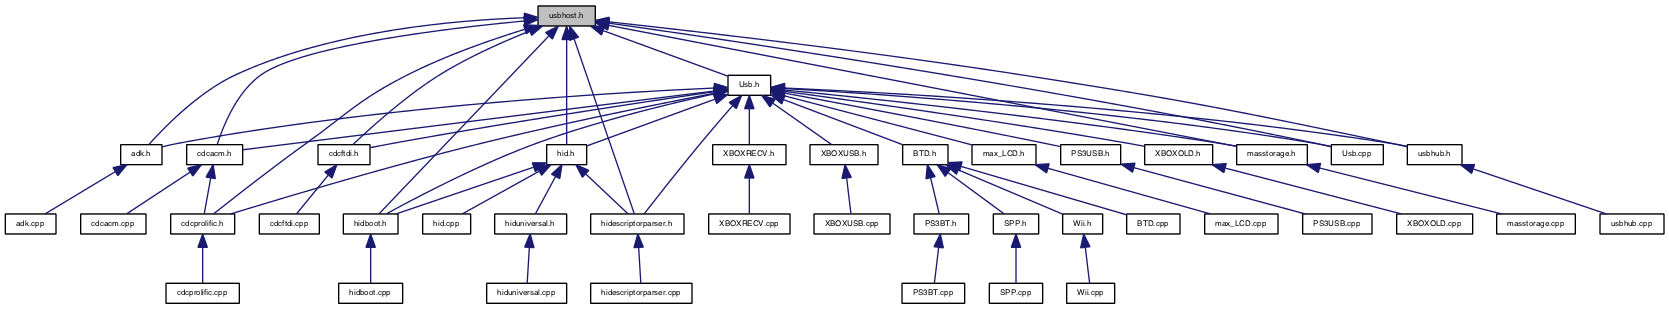 usbhost.h
Usb.h
adk.h
cdcacm.h
cdcftdi.h
hid.h
XBOXRECV.h
XBOXUSB.h
BTD.h
max_LCD.h
PS3USB.h
XBOXOLD.h
masstorage.h
Usb.cpp
usbhub.h
adk.cpp
cdcacm.cpp
cdcprolific.h
cdcftdi.cpp
hidboot.h
hid.cpp
hiduniversal.h
hidescriptorparser.h
XBOXRECV.cpp
XBOXUSB.cpp
PS3BT.h
SPP.h
Wii.h
BTD.cpp
max_LCD.cpp
PS3USB.cpp
XBOXOLD.cpp
masstorage.cpp
usbhub.cpp
cdcprolific.cpp
hidboot.cpp
hiduniversal.cpp
hidescriptorparser.cpp
PS3BT.cpp
SPP.cpp
Wii.cpp